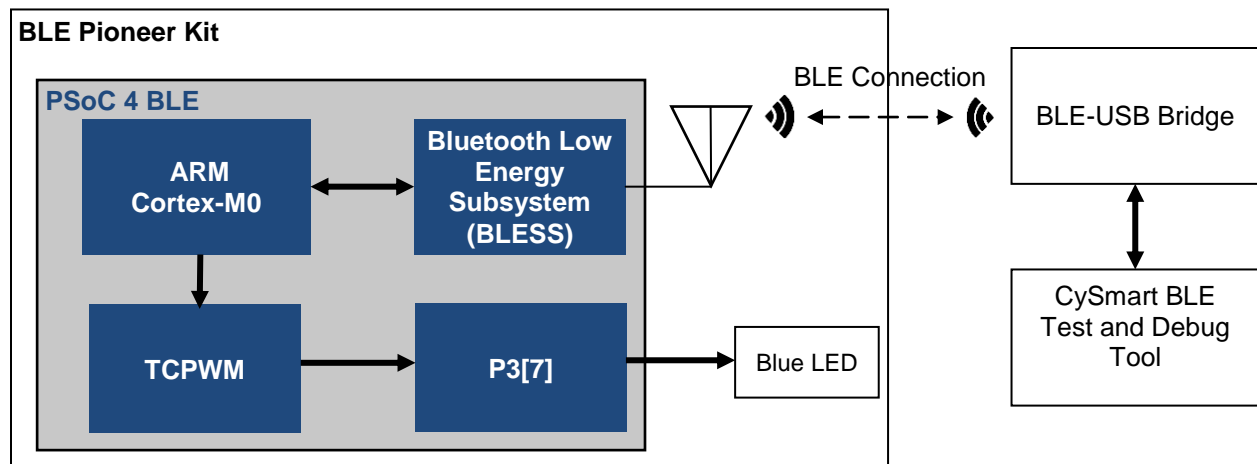 BLE Pioneer Kit
PSoC 4 BLE
ARM
Cortex-M0
Bluetooth Low
Energy
Subsystem
(BLESS)
TCPWM
P3[7]
Blue LED
BLE Connection
BLE-USB Bridge
CySmart BLE
Test and Debug
Tool